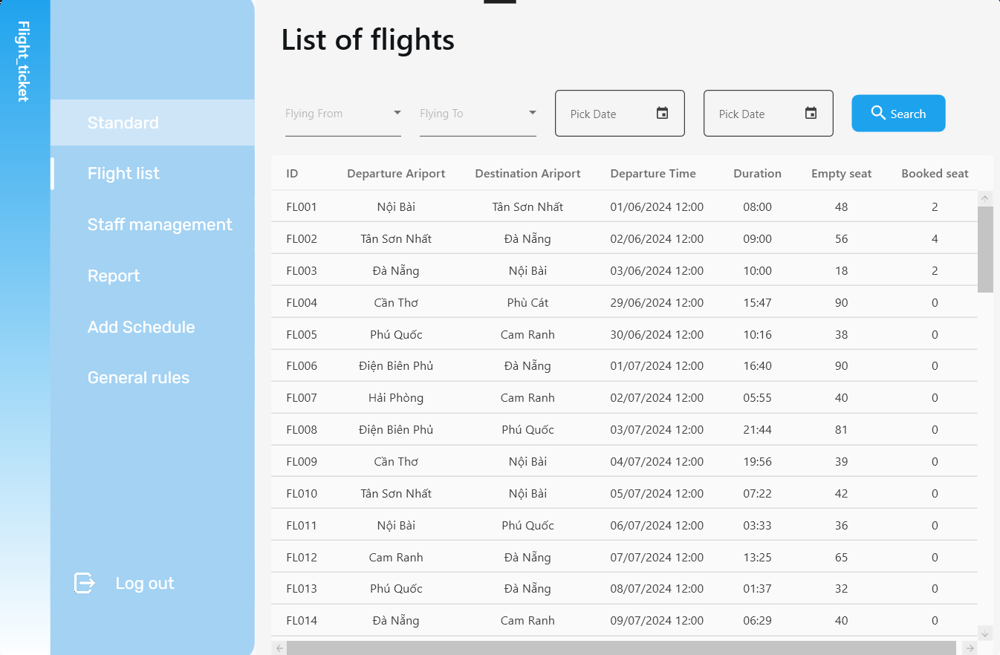 Flight_ticket
Standard
Flight list
Staff management
Report
Add Schedule
General rules
Log out
List of flights
Flying From Flying To Pick Date Pick Date Search
ID Departure Ariport Destination Ariport Departure Time Duration Empty seat Booked seat
FL001 Nội Bài Tân Sơn Nhất 01/06/2024 12:00 08:00 48 2
FL002 Tân Sơn Nhất Đà Nẵng 02/06/2024 12:00 09:00 56 4
FL003 Đà Nẵng Nội Bài 03/06/2024 12:00 10:00 18 2
FL004 Cần Thơ Phù Cát 29/06/2024 12:00 15:47 90 0
FL005 Phú Quốc Cam Ranh 30/06/2024 12:00 10:16 38 0
FL006 Điện Biên Phủ Đà Nẵng 01/07/2024 12:00 16:40 90 0
FL007 Hải Phòng Cam Ranh 02/07/2024 12:00 05:55 40 0
FL008 Điện Biên Phủ Phú Quốc 03/07/2024 12:00 21:44 81 0
FL009 Cần Thơ Nội Bài 04/07/2024 12:00 19:56 39 0
FL010 Tân Sơn Nhất Nội Bài 05/07/2024 12:00 07:22 42 0
FL011 Nội Bài Phú Quốc 06/07/2024 12:00 03:33 36 0
FL012 Cam Ranh Đà Nẵng 07/07/2024 12:00 13:25 65 0
FL013 Phú Quốc Đà Nẵng 08/07/2024 12:00 01:37 32 0
FL014 Đà Nẵng Cam Ranh 09/07/2024 12:00 06:29 40 0